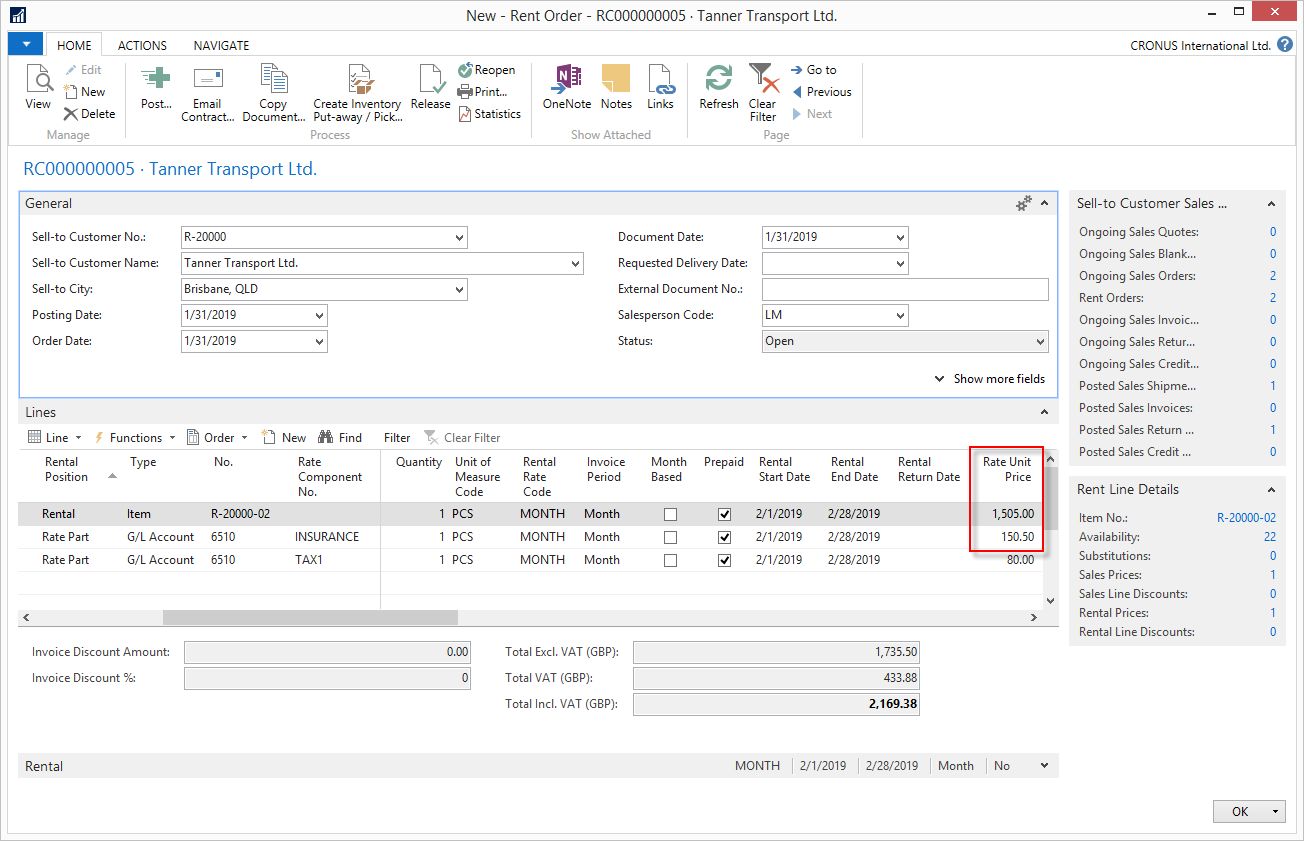 New - Rent Order - RC000000005 · Tanner Transport Ltd.
HOME ACTIONS NAVIGATE CRONUS International Ltd. ?
View
Edit
New
Delete
Manage
Post...
Email Contract...
Copy Document...
Create Inventory Put-away / Pick...
Release
Reopen
Print...
Statistics
Process
OneNote
Notes
Links
Show Attached
Refresh
Clear Filter
Go to
Previous
Next
Page
RC000000005 · Tanner Transport Ltd.
General
Sell-to Customer No.: R-20000
Sell-to Customer Name: Tanner Transport Ltd.
Sell-to City: Brisbane, QLD
Posting Date: 1/31/2019
Order Date: 1/31/2019
Document Date: 1/31/2019
Requested Delivery Date:
External Document No.:
Salesperson Code: LM
Status: Open
Show more fields
Lines
Line Functions Order New Find Filter Clear Filter
Rental Position Type No. Rate Component No. Quantity Unit of Measure Code Rental Rate Code Invoice Period Month Based Prepaid Rental Start Date Rental End Date Rental Return Date Rate Unit Price
Rental Item R-20000-02 1 PCS MONTH Month 2/1/2019 2/28/2019 1,505.00
Rate Part G/L Account 6510 INSURANCE 1 PCS MONTH Month 2/1/2019 2/28/2019 150.50
Rate Part G/L Account 6510 TAX1 1 PCS MONTH Month 2/1/2019 2/28/2019 80.00
Invoice Discount Amount: 0.00
Invoice Discount %: 0
Total Excl. VAT (GBP): 1,735.50
Total VAT (GBP): 433.88
Total Incl. VAT (GBP): 2,169.38
Rental MONTH 2/1/2019 2/28/2019 Month No
Sell-to Customer Sales ...
Ongoing Sales Quotes: 0
Ongoing Sales Blank... 0
Ongoing Sales Orders: 2
Rent Orders: 2
Ongoing Sales Invoic... 0
Ongoing Sales Retur... 0
Ongoing Sales Credit... 0
Posted Sales Shipme... 1
Posted Sales Invoices: 0
Posted Sales Return ... 1
Posted Sales Credit ... 0
Rent Line Details
Item No.: R-20000-02
Availability: 22
Substitutions: 0
Sales Prices: 1
Sales Line Discounts: 0
Rental Prices: 1
Rental Line Discounts: 0
OK